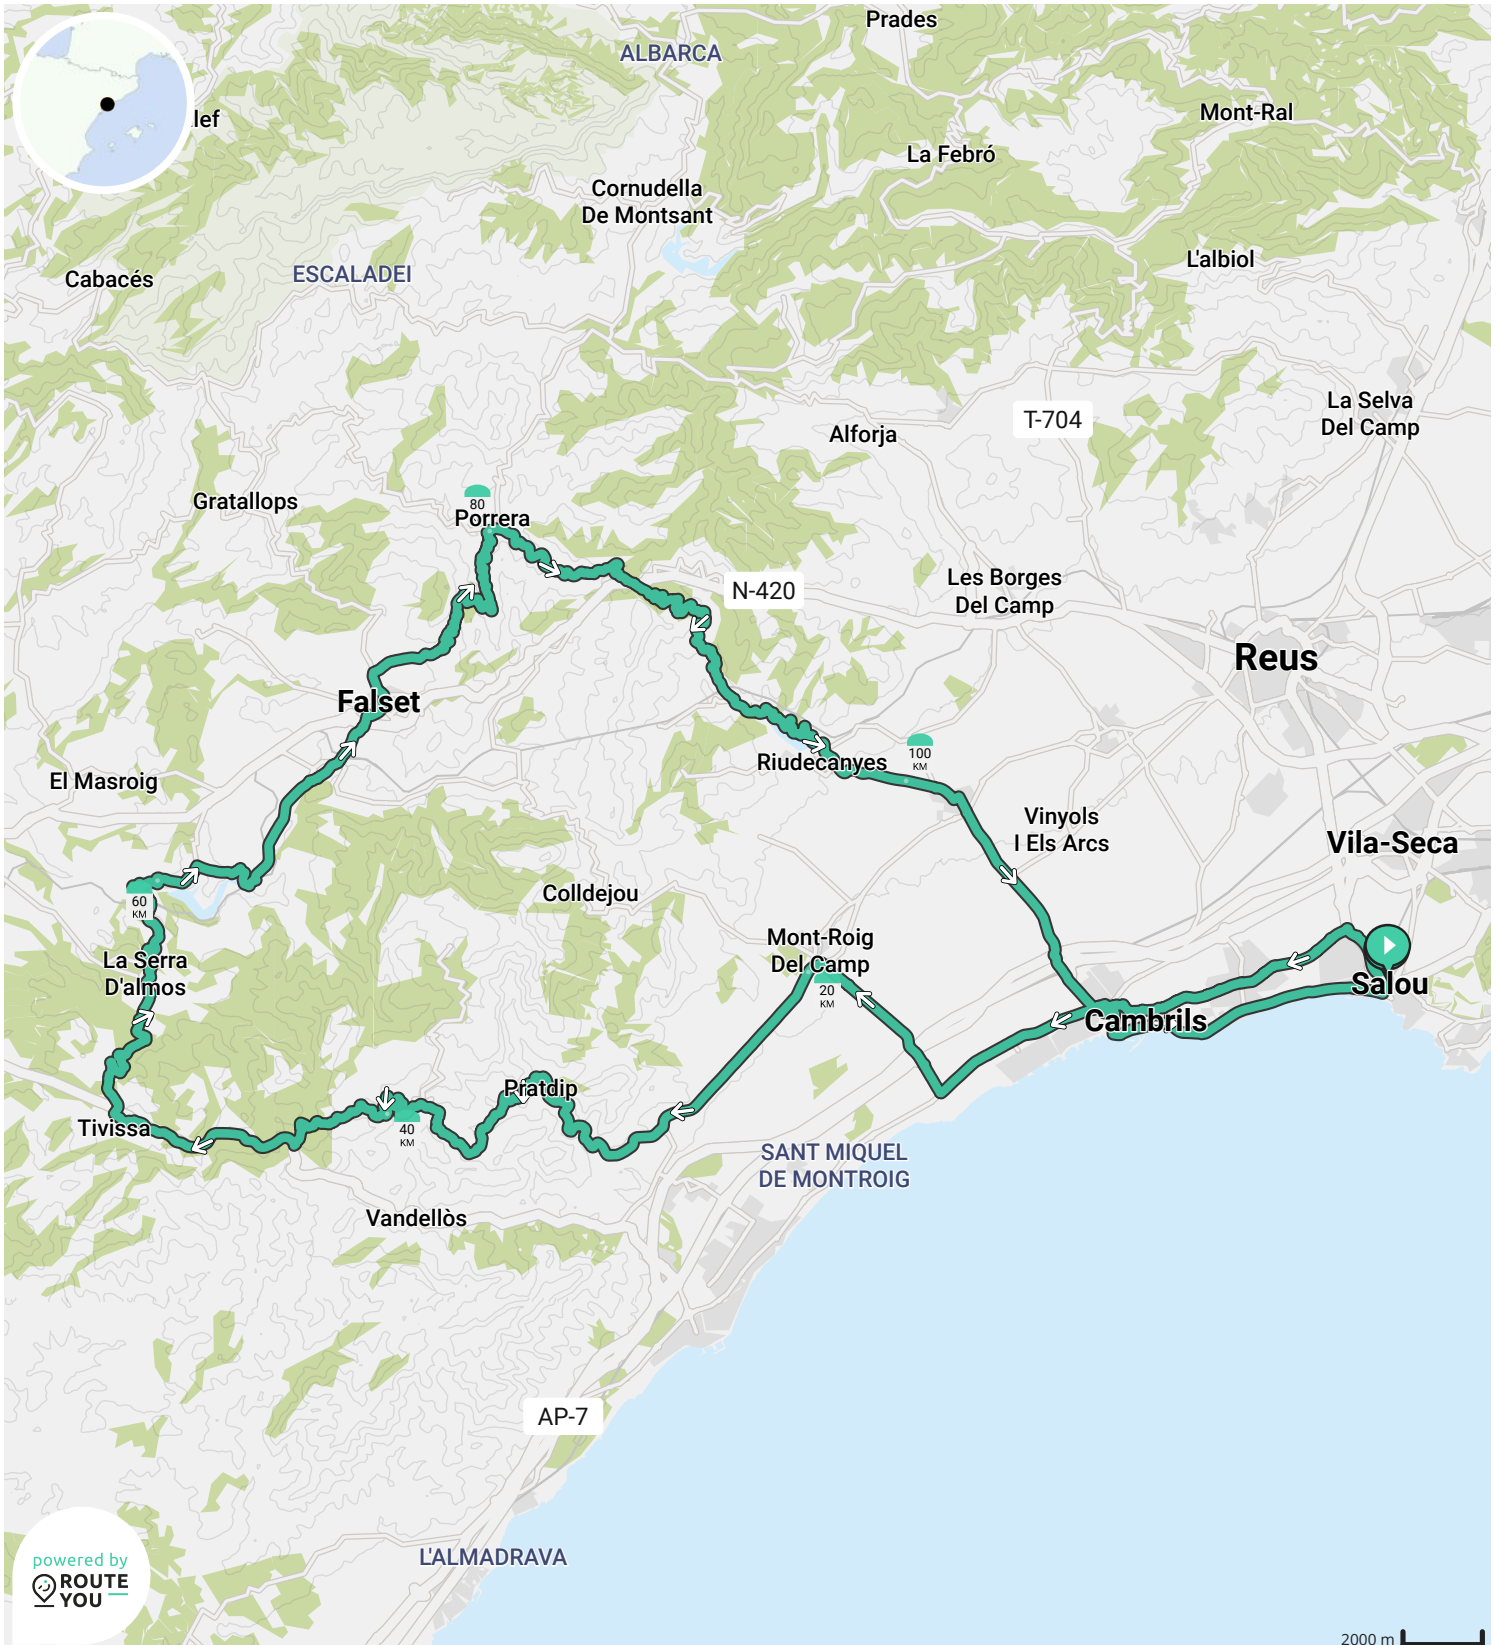 Prades
ALBARCA
lef
Mont-Ral
La Febró
Cornudella
De Montsant
L'albiol
Cabacés
ESCALADEI
La Selva
Del Camp
T-704
Alforja
Gratallops
80
Porrera
N-420
Les Borges
Del Camp
Reus
Falset
100
KM
Riudecanyes
El Masroig
Vinyols
I Els Arcs
Vila-Seca
60
KM
Colldejou
Mont-Roig
Del Camp
20
KM
La Serra
D'almos
Salou
Cambrils
Pratdip
40
KM
Tivissa
SANT MIQUEL
DE MONTROIG
Vandellòs
AP-7
L'ALMADRAVA
powered by
ROUTE
YOU
2000 m